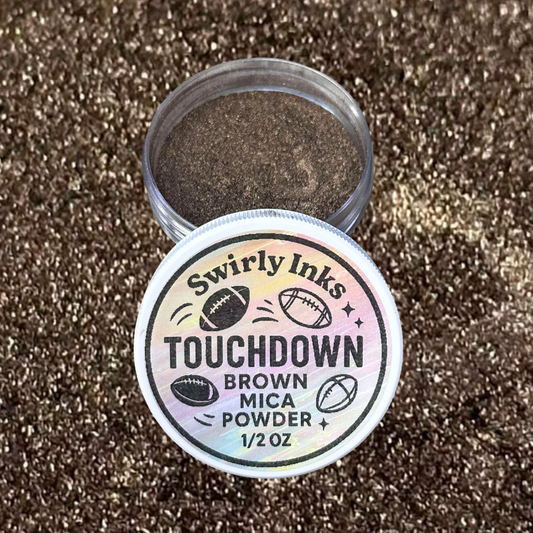 Swirly Inks
TOUCHDOWN
BROWN
MICA
POWDER
1/2 OZ